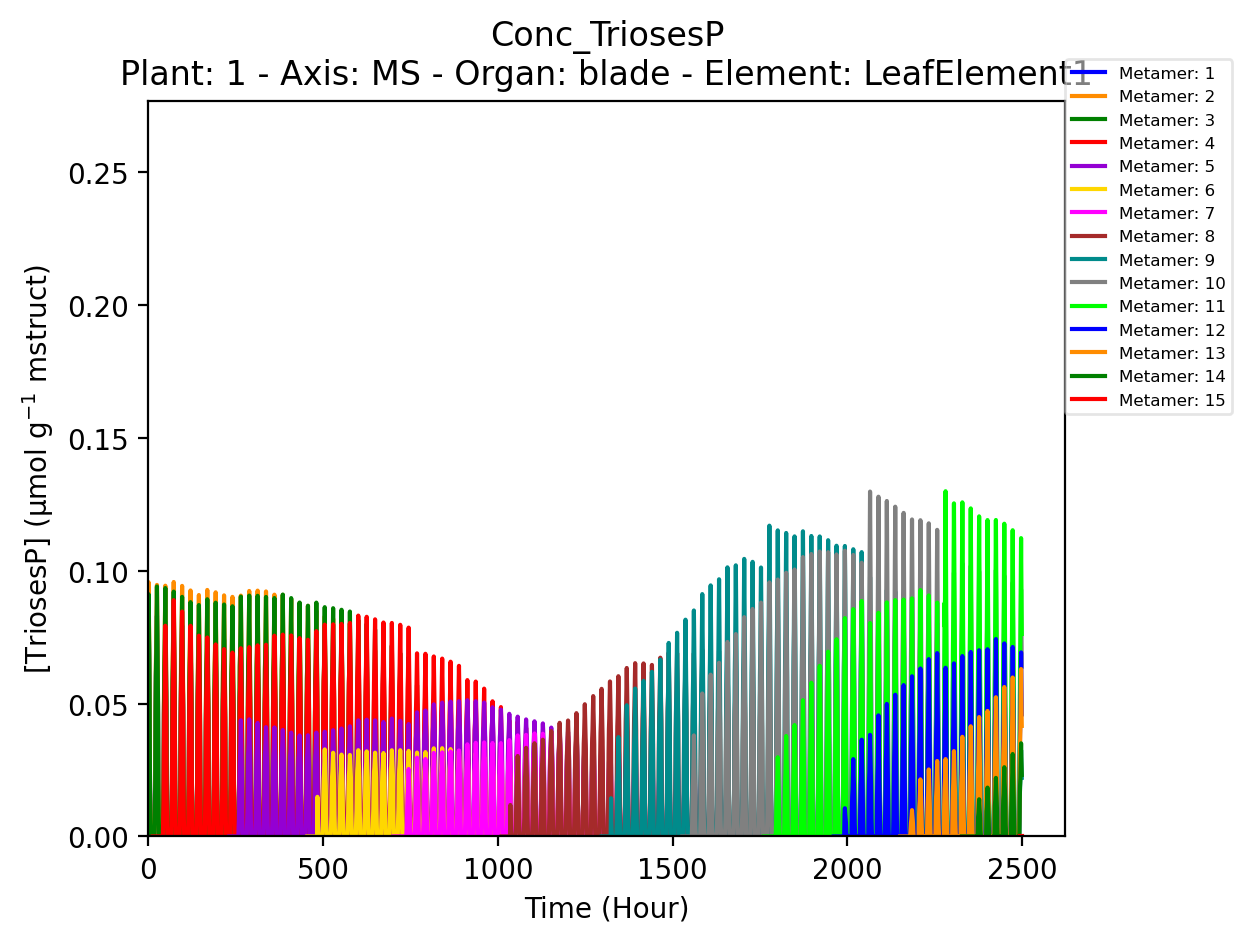 Conc_TriosesP
Plant: 1 - Axis: MS - Organ: blade - Element: LeafElement1
Metamer: 1
Metamer: 2
Metamer: 3
Metamer: 4
Metamer: 5
Metamer: 6
Metamer: 7
Metamer: 8
Metamer: 9
Metamer: 10
Metamer: 11
Metamer: 12
Metamer: 13
Metamer: 14
Metamer: 15
[TriosesP] (µmol g⁻¹ mstruct)
0.25
0.20
0.15
0.10
0.05
0.00
0 500 1000 1500 2000 2500
Time (Hour)